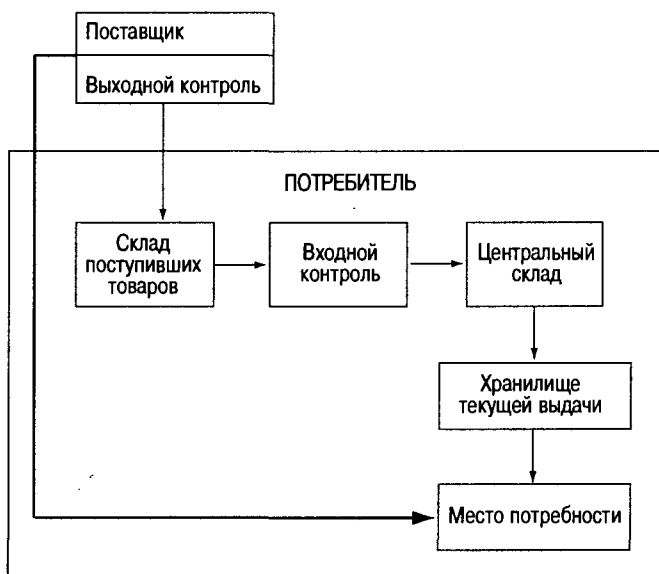 Поставщик
Выходной контроль
ПОТРЕБИТЕЛЬ
Склад
поступивших
товаров
Входной
контроль
Центральный
склад
Хранилище
текущей выдачи
Место потребности